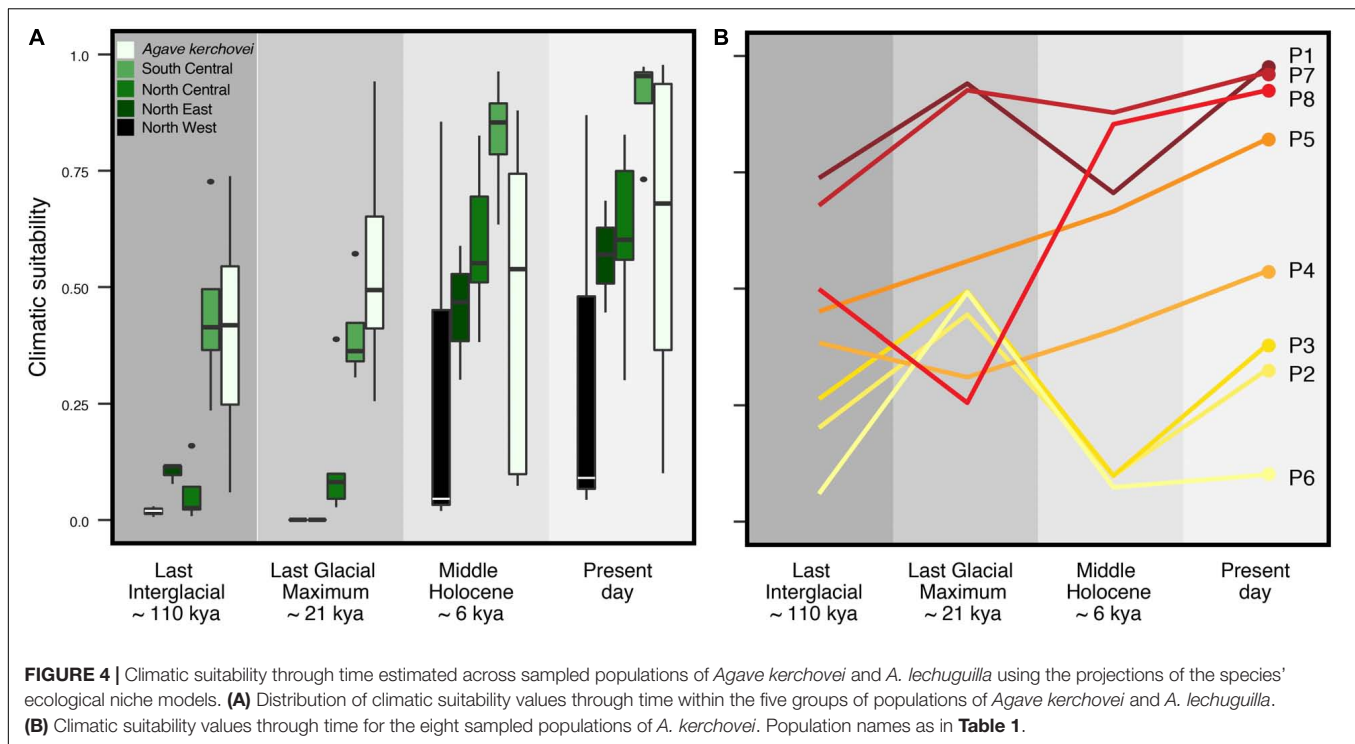 A
Agave kerchovei
South Central
North Central
North East
North West
Climatic suitability
1.0
0.75
0.50
0.25
0.0
Last
Interglacial
~ 110 kya
Last Glacial
Maximum
~ 21 kya
Middle
Holocene
~ 6 kya
Present
day
B
P1
P7
P8
P5
P4
P3
P2
P6
Last
Interglacial
~ 110 kya
Last Glacial
Maximum
~ 21 kya
Middle
Holocene
~ 6 kya
Present
day
FIGURE 4 | Climatic suitability through time estimated across sampled populations of Agave kerchovei and A. lechuguilla using the projections of the species'
ecological niche models. (A) Distribution of climatic suitability values through time within the five groups of populations of Agave kerchovei and A. lechuguilla.
(B) Climatic suitability values through time for the eight sampled populations of A. kerchovei. Population names as in Table 1.